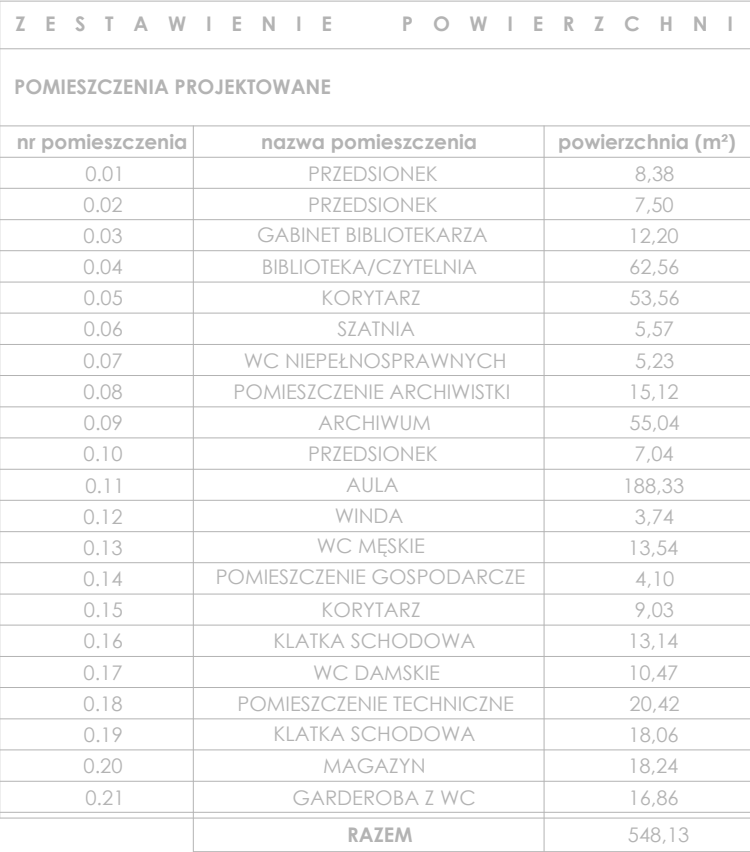 ZESTAWIENIE POWIERZCHNI
POMIESZCZENIA PROJEKTOWANE
nr pomieszczenia nazwa pomieszczenia powierzchnia (m²)
0.01 PRZEDSIONEK 8,38
0.02 PRZEDSIONEK 7,50
0.03 GABINET BIBLIOTEKARZA 12,20
0.04 BIBLIOTEKA/CZYTELNIA 62,56
0.05 KORYTARZ 53,56
0.06 SZATNIA 5,57
0.07 WC NIEPEŁNOSPRAWNYCH 5,23
0.08 POMIESZCZENIE ARCHIWISTKI 15,12
0.09 ARCHIWUM 55,04
0.10 PRZEDSIONEK 7,04
0.11 AULA 188,33
0.12 WINDA 3,74
0.13 WC MĘSKIE 13,54
0.14 POMIESZCZENIE GOSPODARCZE 4,10
0.15 KORYTARZ 9,03
0.16 KLATKA SCHODOWA 13,14
0.17 WC DAMSKIE 10,47
0.18 POMIESZCZENIE TECHNICZNE 20,42
0.19 KLATKA SCHODOWA 18,06
0.20 MAGAZYN 18,24
0.21 GARDEROBA Z WC 16,86
RAZEM 548,13